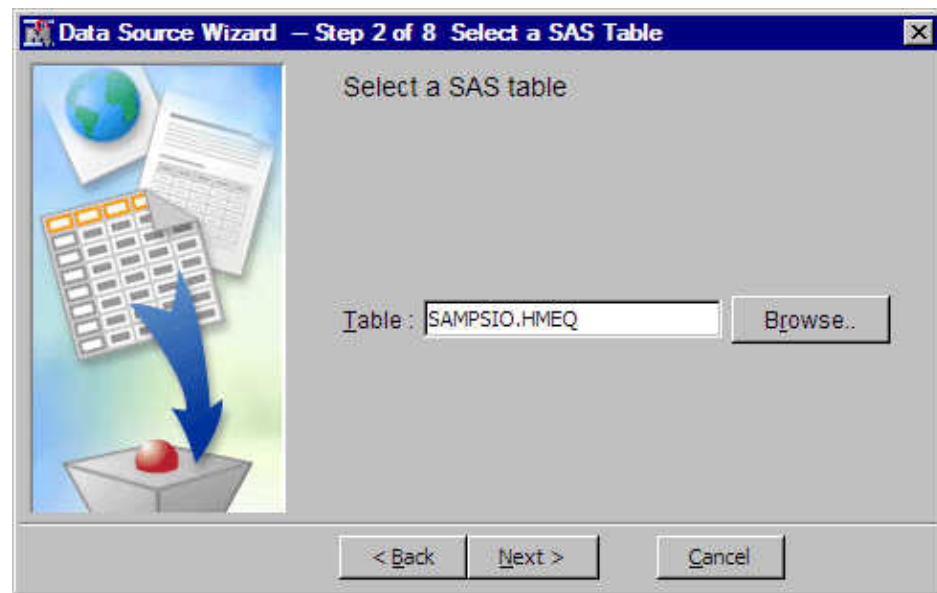 Data Source Wizard – Step 2 of 8 Select a SAS Table
Select a SAS table
Table : SAMPSIO.HMEQ Browse..
< Back Next > Cancel